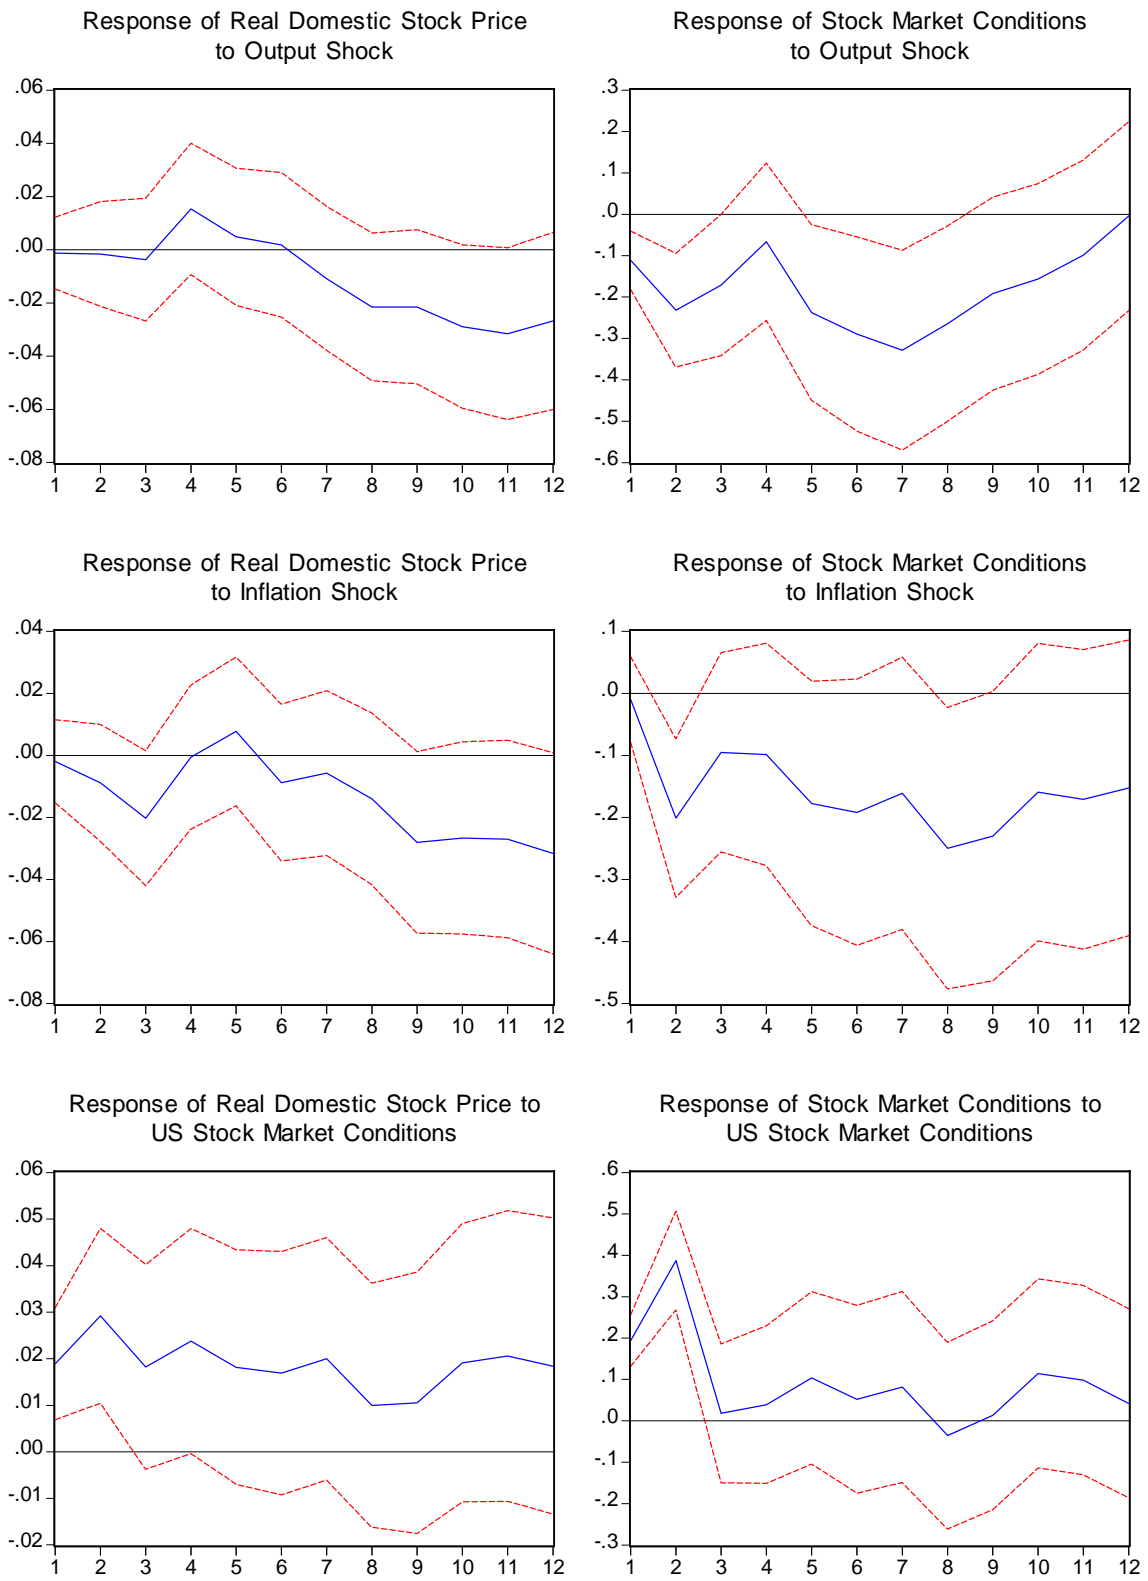 Response of Real Domestic Stock Price
to Output Shock
.06
.04
.02
.00
-.02
-.04
-.06
-.08
1 2 3 4 5 6 7 8 9 10 11 12
Response of Stock Market Conditions
to Output Shock
.3
.2
.1
.0
-.1
-.2
-.3
-.4
-.5
-.6
1 2 3 4 5 6 7 8 9 10 11 12
Response of Real Domestic Stock Price
to Inflation Shock
.04
.02
.00
-.02
-.04
-.06
-.08
1 2 3 4 5 6 7 8 9 10 11 12
Response of Stock Market Conditions
to Inflation Shock
.1
.0
-.1
-.2
-.3
-.4
-.5
1 2 3 4 5 6 7 8 9 10 11 12
Response of Real Domestic Stock Price to
US Stock Market Conditions
.06
.05
.04
.03
.02
.01
.00
-.01
-.02
1 2 3 4 5 6 7 8 9 10 11 12
Response of Stock Market Conditions to
US Stock Market Conditions
.6
.5
.4
.3
.2
.1
.0
-.1
-.2
-.3
1 2 3 4 5 6 7 8 9 10 11 12